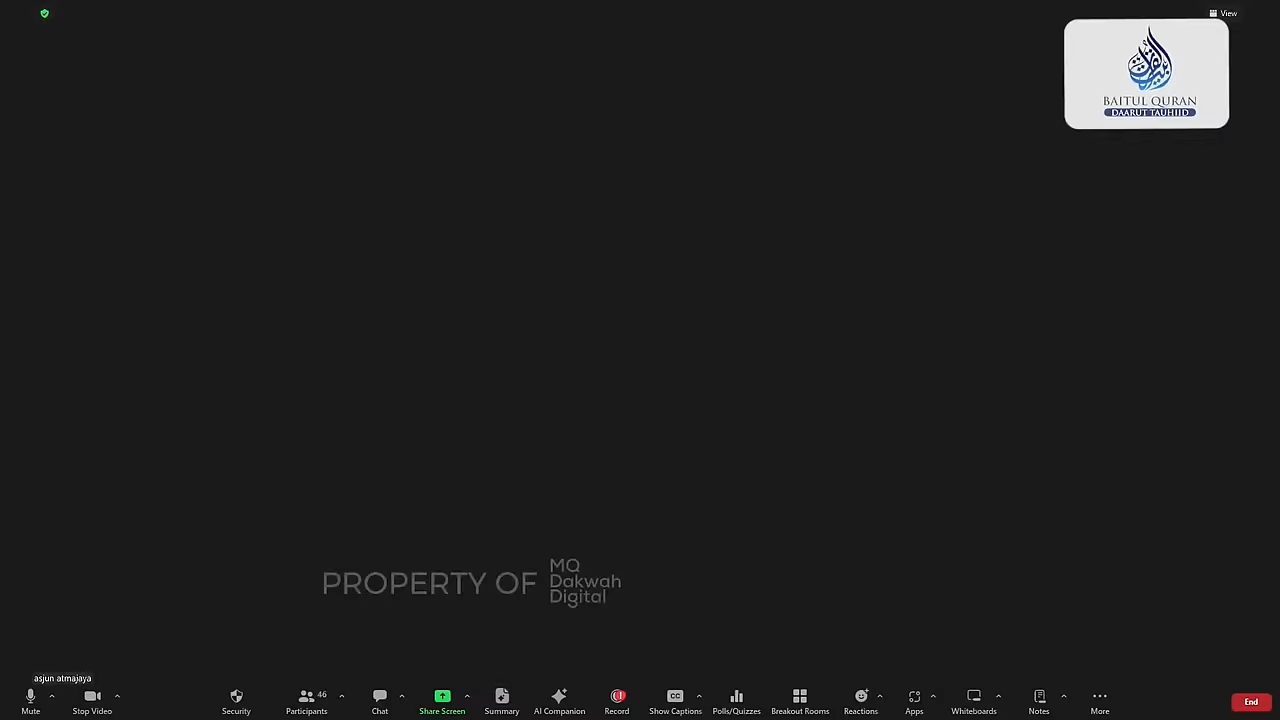 View
BAITUL QURAN
DAARUT TAUHIID
PROPERTY OF
MQ
Dakwah
Digital
asjun atmajaya
Mute
Stop Video
Security
Participants
46
Chat
Share Screen
Summary
AI Companion
Record
CC
Show Captions
Polls/Quizzes
Breakout Rooms
Reactions
Apps
Whiteboards
Notes
More
End